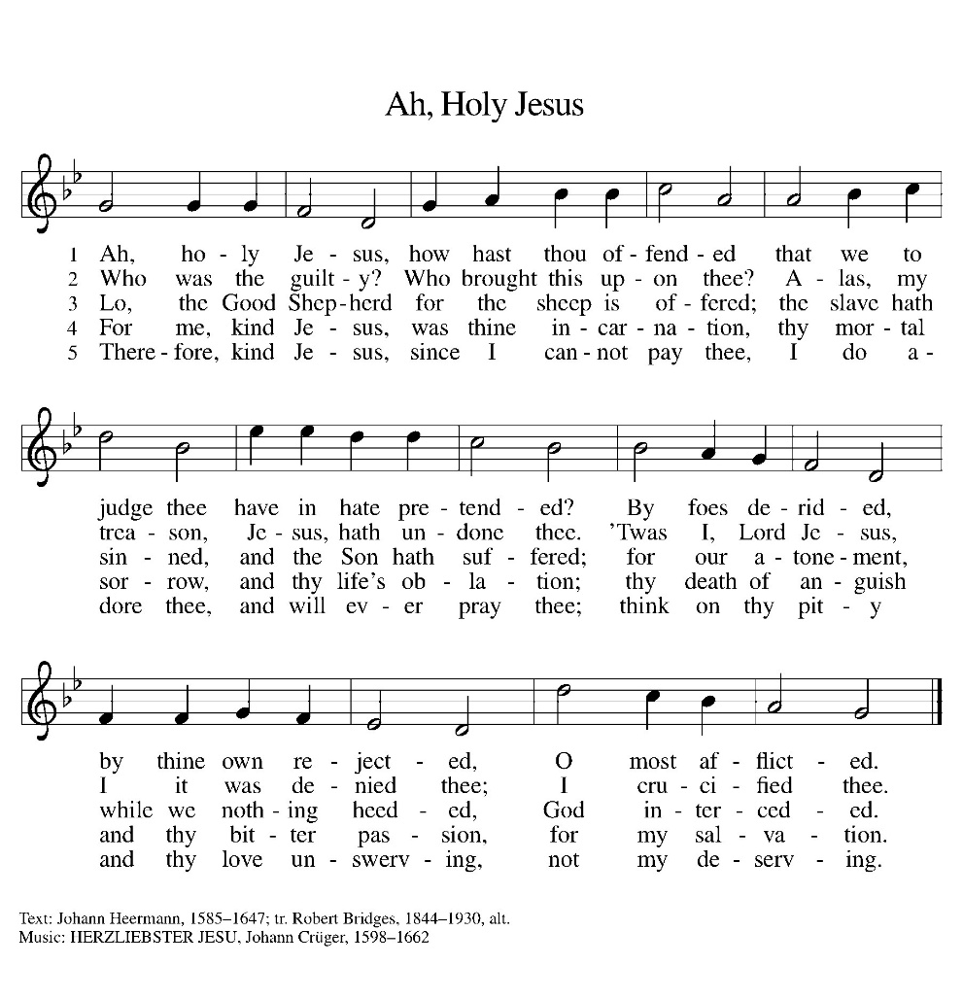 Ah, Holy Jesus
1 Ah, ho - ly Je - sus, how hast thou of - fend - ed that we to
2 Who was the guilt - y? Who brought this up - on thee? A - las, my
3 Lo, the Good Shep - herd for the sheep is of - fered; the slave hath
4 For me, kind Je - sus, was thine in - car - na - tion, thy mor - tal
5 There - fore, kind Je - sus, since I can - not pay thee, I do a -
judge thee have in hate pre - tend - ed? By foes de - rid - ed,
trea - son, Je - sus, hath un - done thee. 'Twas I, Lord Je - sus,
sin - ned, and the Son hath suf - fered; for our a - tone - ment,
sor - row, and thy life's ob - la - tion; thy death of an - guish
dore thee, and will ev - er pray thee; think on thy pit - y
by thine own re - ject - ed, O most af - flict - ed.
I it was de - nied thee; I cru - ci - fied thee.
while we noth - ing heed - ed, God in - ter - ced - ed.
and thy bit - ter pas - sion, for my sal - va - tion.
and thy love un - swerv - ing, not my de - serv - ing.
Text: Johann Heermann, 1585–1647; tr. Robert Bridges, 1844–1930, alt.
Music: HERZLIEBSTER JESU, Johann Crüger, 1598–1662